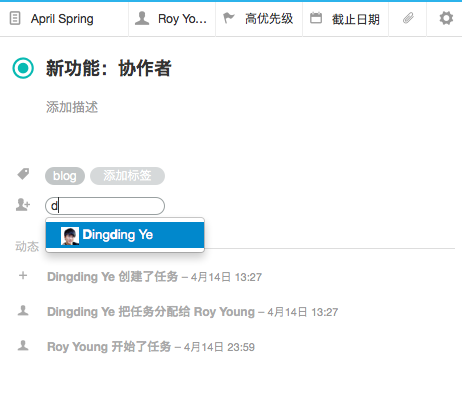 April Spring Roy Yo... 高优先级 截止日期
新功能：协作者
添加描述
blog 添加标签
d
Dingding Ye
动态
Dingding Ye 创建了任务 – 4月14日 13:27
Dingding Ye 把任务分配给 Roy Young – 4月14日 13:27
Roy Young 开始了任务 – 4月14日 23:59